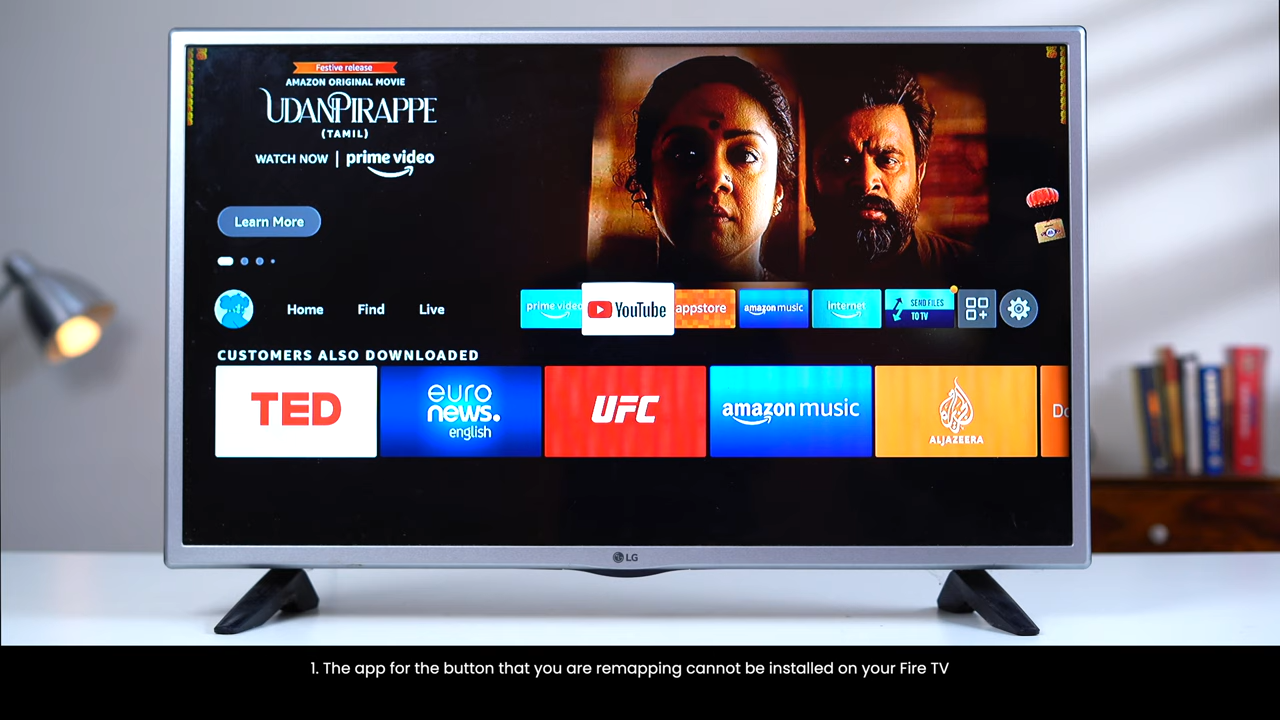 Festive release
AMAZON ORIGINAL MOVIE
UDANPIRAPPE
(TAMIL)
WATCH NOW | prime video
Learn More
Home Find Live
prime video YouTube appstore amazon music internet SEND FILES TO TV
CUSTOMERS ALSO DOWNLOADED
TED
euro
news.
english
UFC
amazon music
ALJAZEERA
Do
LG
1. The app for the button that you are remapping cannot be installed on your Fire TV